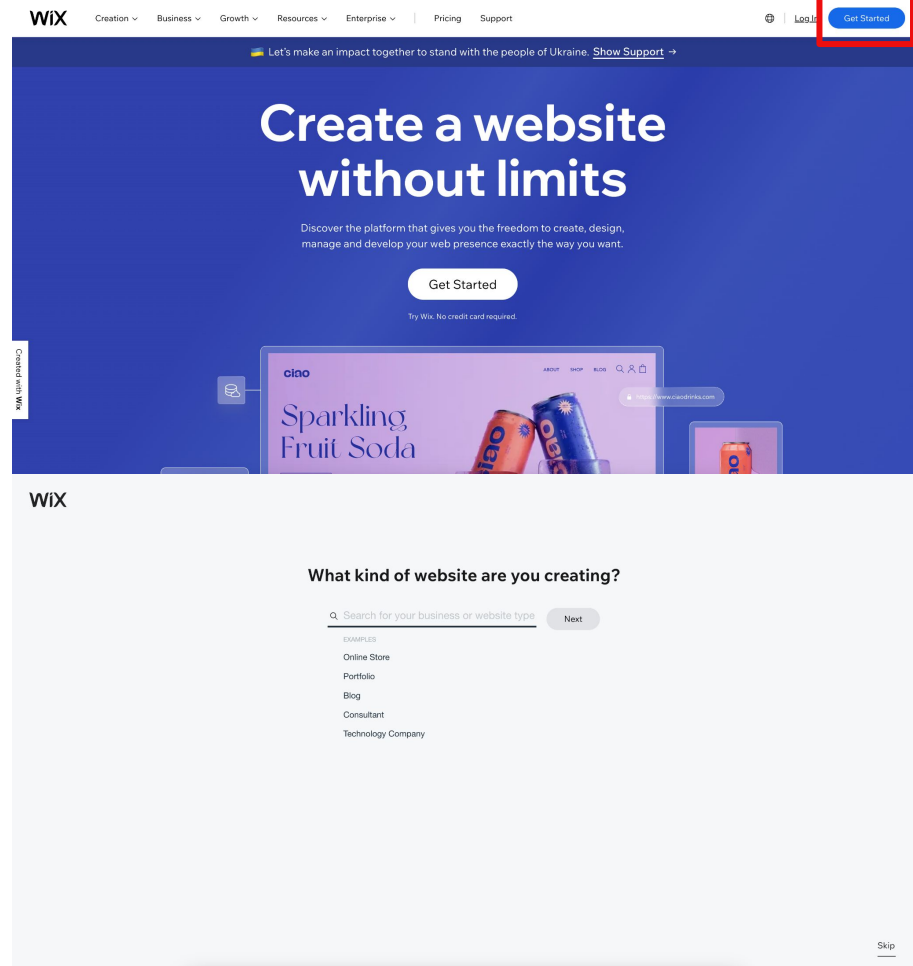 WiX
Creation Business Growth Resources Enterprise Pricing Support
Log In
Get Started
Let's make an impact together to stand with the people of Ukraine. Show Support →
Create a website
without limits
Discover the platform that gives you the freedom to create, design,
manage and develop your web presence exactly the way you want.
Get Started
Try Wix. No credit card required.
Created with Wix
ciao
ABOUT SHOP BLOG
https://www.ciaodrinks.com
Sparkling
Fruit Soda
WiX
What kind of website are you creating?
Search for your business or website type
Next
EXAMPLES
Online Store
Portfolio
Blog
Consultant
Technology Company
Skip